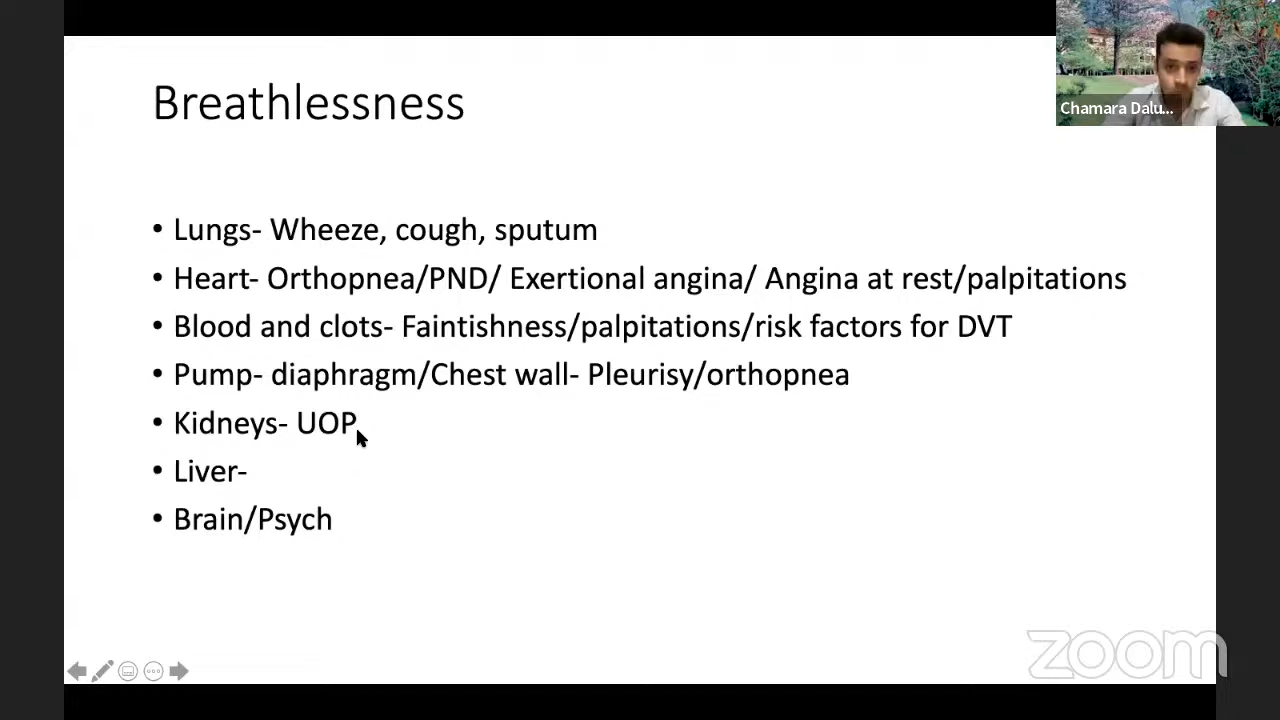 Breathlessness
Chamara Dalu...
• Lungs- Wheeze, cough, sputum
• Heart- Orthopnea/PND/ Exertional angina/ Angina at rest/palpitations
• Blood and clots- Faintishness/palpitations/risk factors for DVT
• Pump- diaphragm/Chest wall- Pleurisy/orthopnea
• Kidneys- UOP
• Liver-
• Brain/Psych
zoom